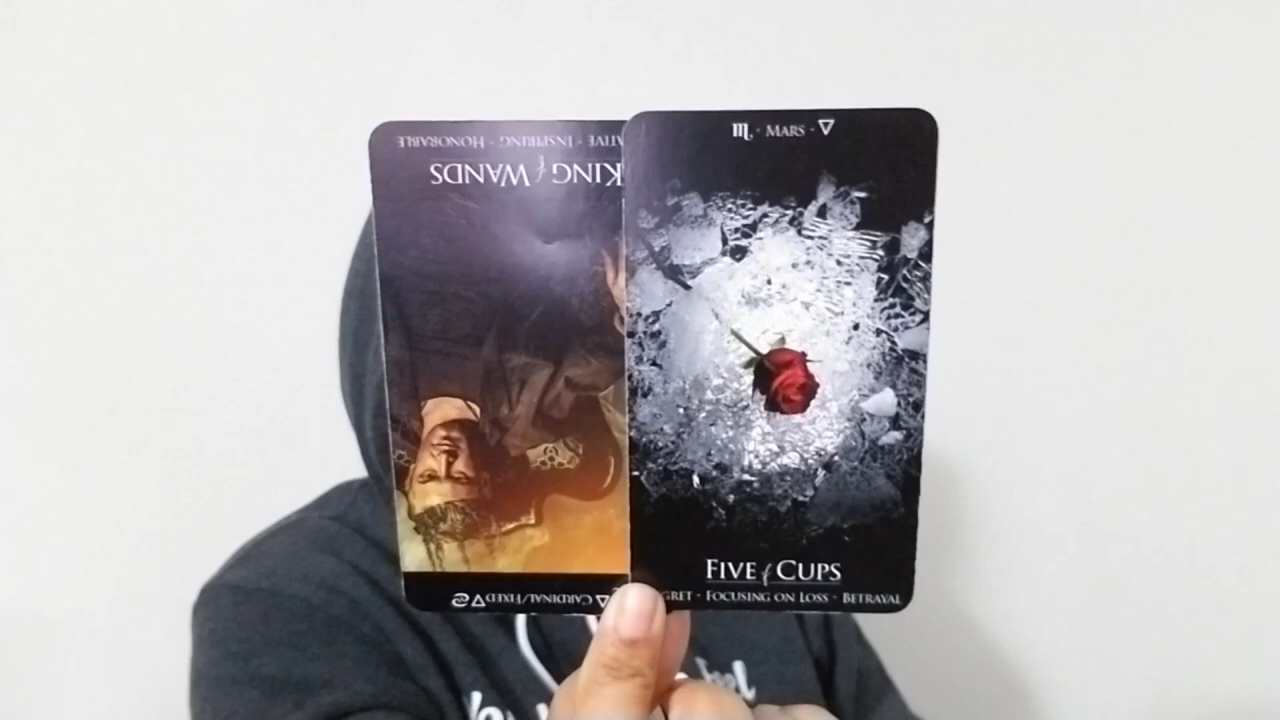 ATIVE · INSPIRING · HONORABLE
KING of WANDS
CARDINAL/FIXED
♏ · MARS · ▽
FIVE of CUPS
GRET · FOCUSING ON LOSS · BETRAYAL